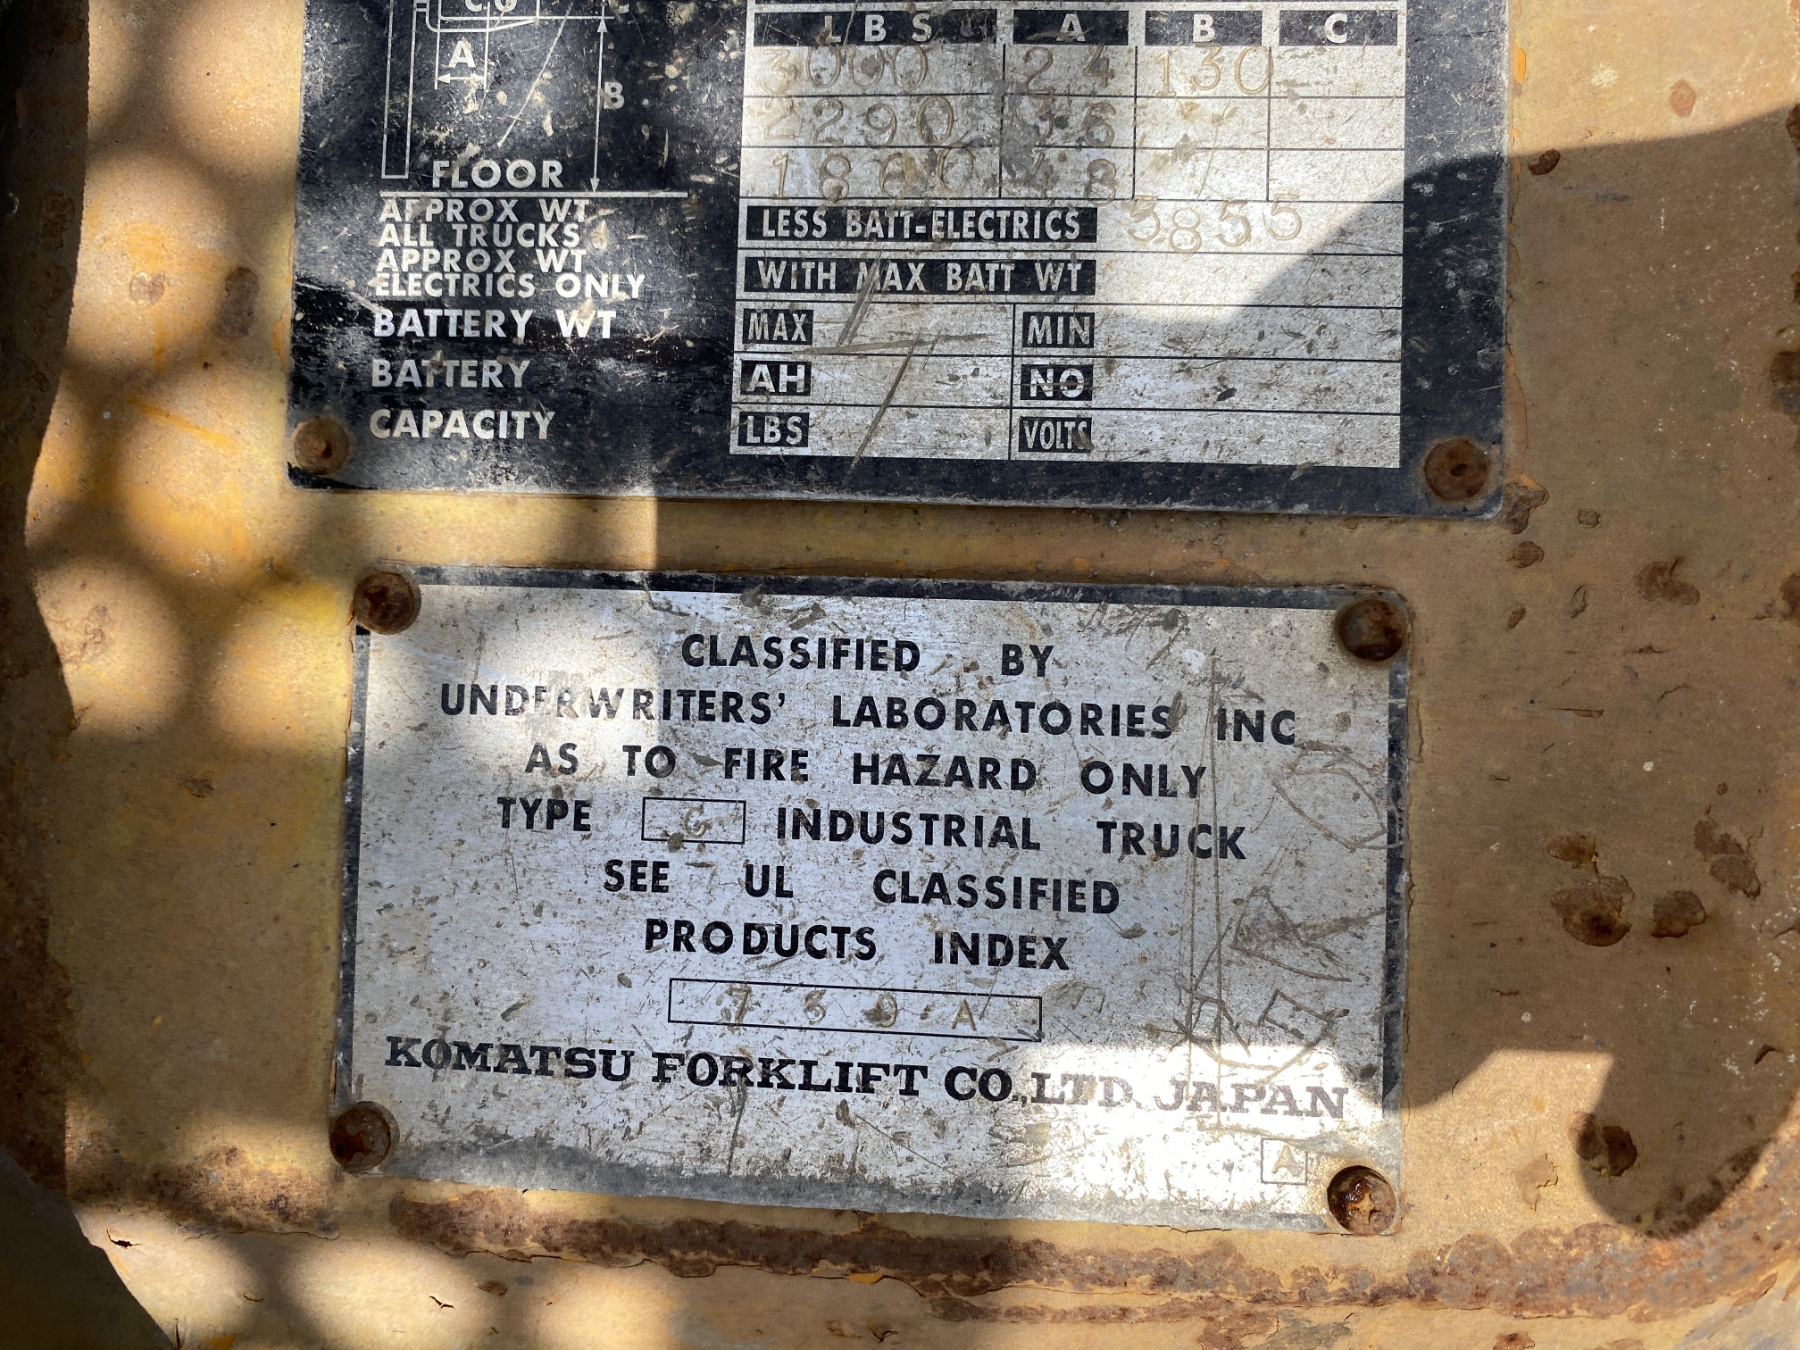 CG C
LBS A B C
A
3000 24 130
B
2290 36
FLOOR
1860 48
APPROX WT
ALL TRUCKS LESS BATT-ELECTRICS 5855
APPROX WT
ELECTRICS ONLY WITH MAX BATT WT
BATTERY WT MAX MIN
BATTERY AH NO
CAPACITY LBS VOLTS
CLASSIFIED BY
UNDERWRITERS' LABORATORIES INC
AS TO FIRE HAZARD ONLY
TYPE G INDUSTRIAL TRUCK
SEE UL CLASSIFIED
PRODUCTS INDEX
739A
KOMATSU FORKLIFT CO.,LTD. JAPAN
A